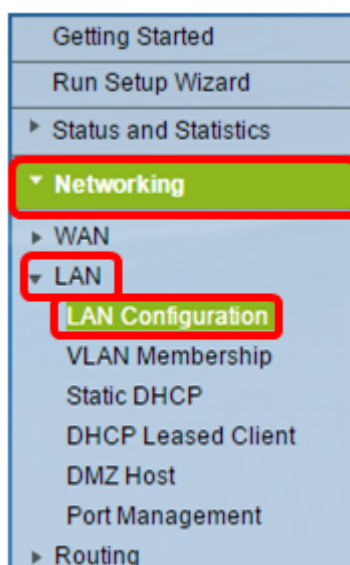 Getting Started
Run Setup Wizard
Status and Statistics
Networking
WAN
LAN
LAN Configuration
VLAN Membership
Static DHCP
DHCP Leased Client
DMZ Host
Port Management
Routing